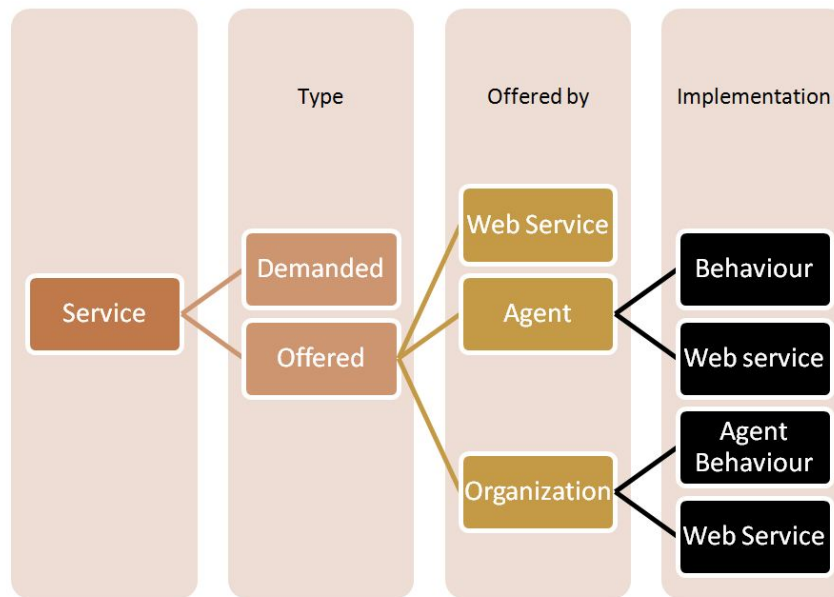 Type
Offered by
Implementation
Service
Demanded
Offered
Web Service
Agent
Organization
Behaviour
Web service
Agent
Behaviour
Web Service